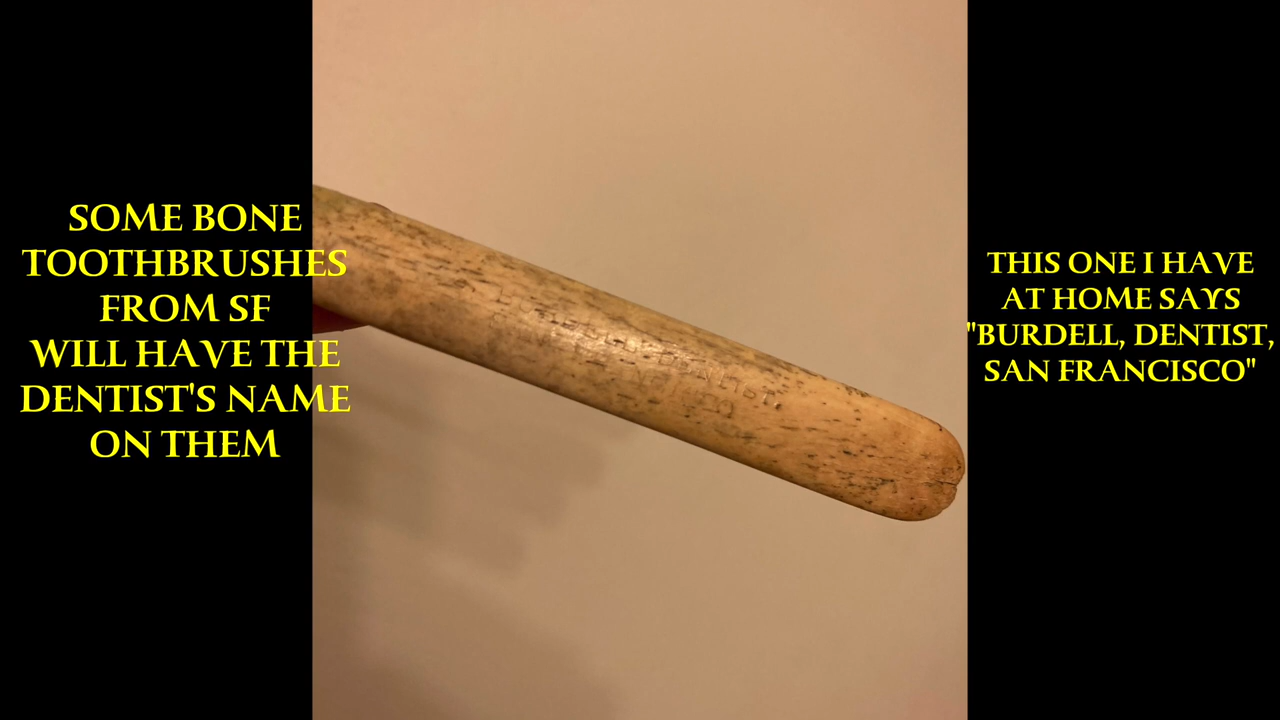 SOME BONE
TOOTHBRUSHES
FROM SF
WILL HAVE THE
DENTIST'S NAME
ON THEM
THIS ONE I HAVE
AT HOME SAYS
"BURDELL, DENTIST,
SAN FRANCISCO"